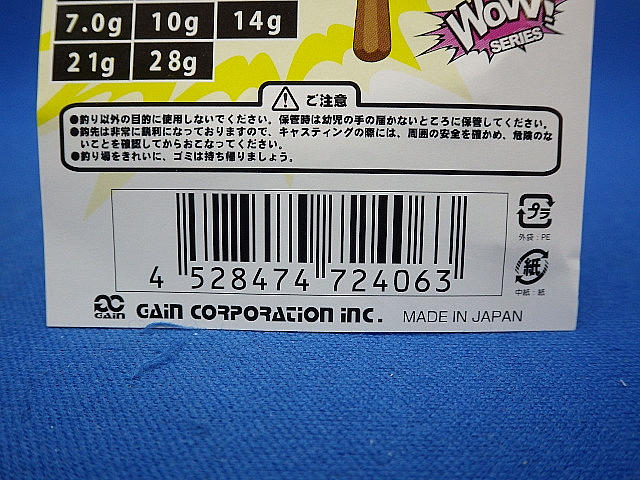 7.0g 10g 14g
21g 28g
WOW!
SERIES
ご注意
●釣り以外の目的に使用しないでください。保管時は幼児の手の届かないところに保管してください。
●釣先は非常に鋭利になっておりますので、キャスティングの際には、周囲の安全を確かめ、危険のな
いことを確認してからおこなってください。
●釣り場をきれいに、ゴミは持ち帰りましょう。
プラ
外袋：PE
紙
中紙：紙
4 528474 724063
GAIN
GAIN CORPORATION INC. MADE IN JAPAN